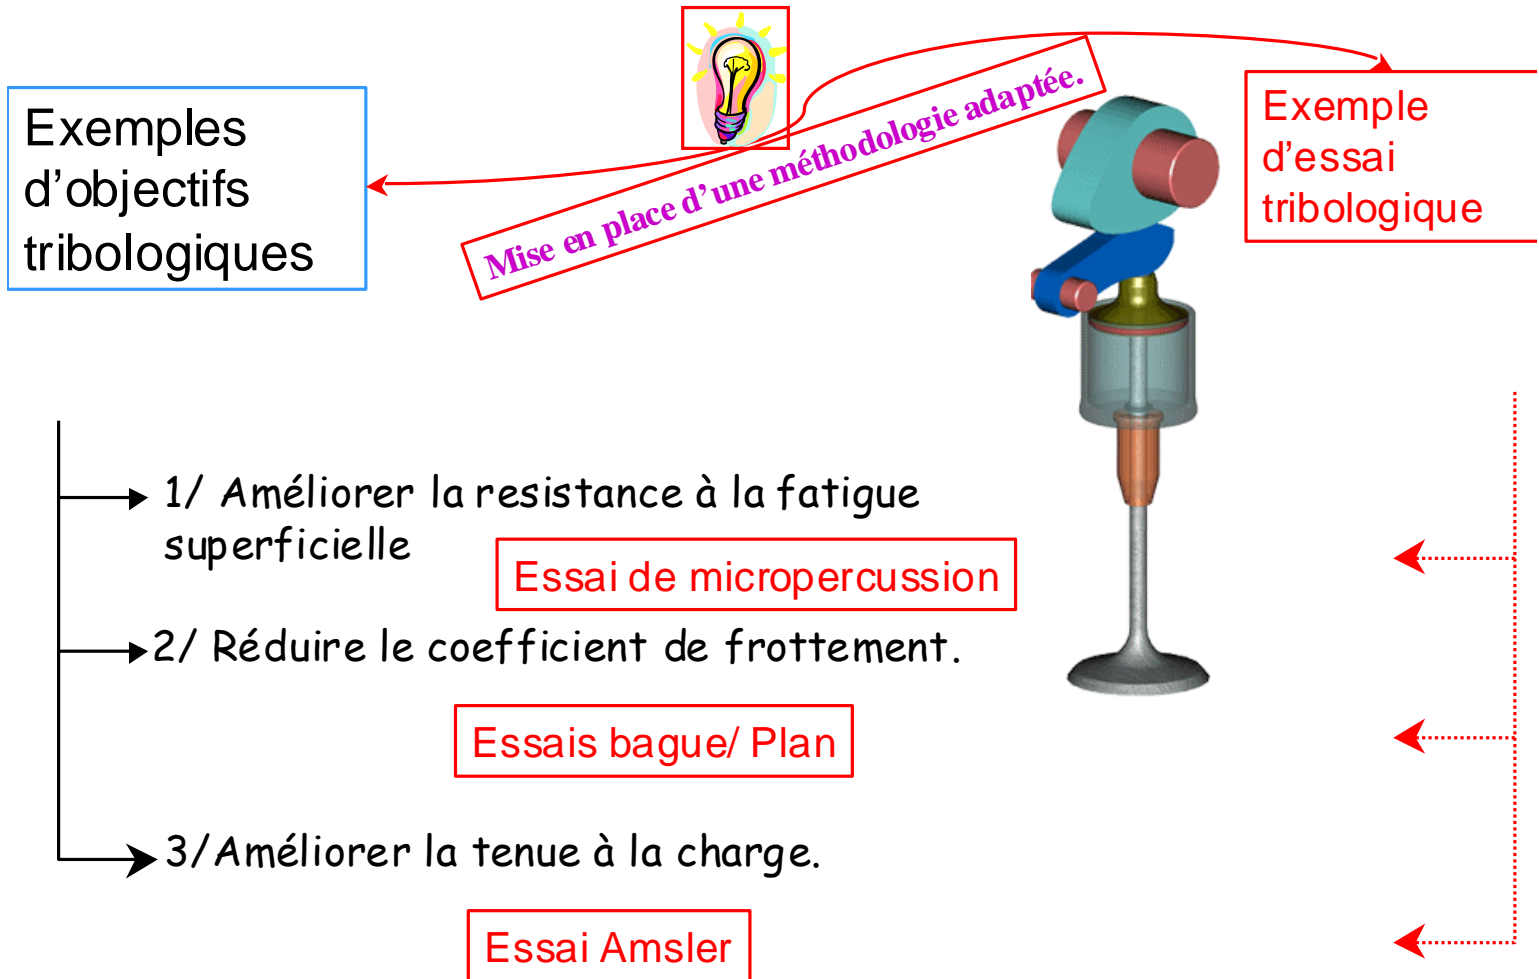 Exemples
d’objectifs
tribologiques
Mise en place d’une méthodologie adaptée.
Exemple
d’essai
tribologique
1/ Améliorer la resistance à la fatigue
superficielle
Essai de micropercussion
2/ Réduire le coefficient de frottement.
Essais bague/ Plan
3/Améliorer la tenue à la charge.
Essai Amsler